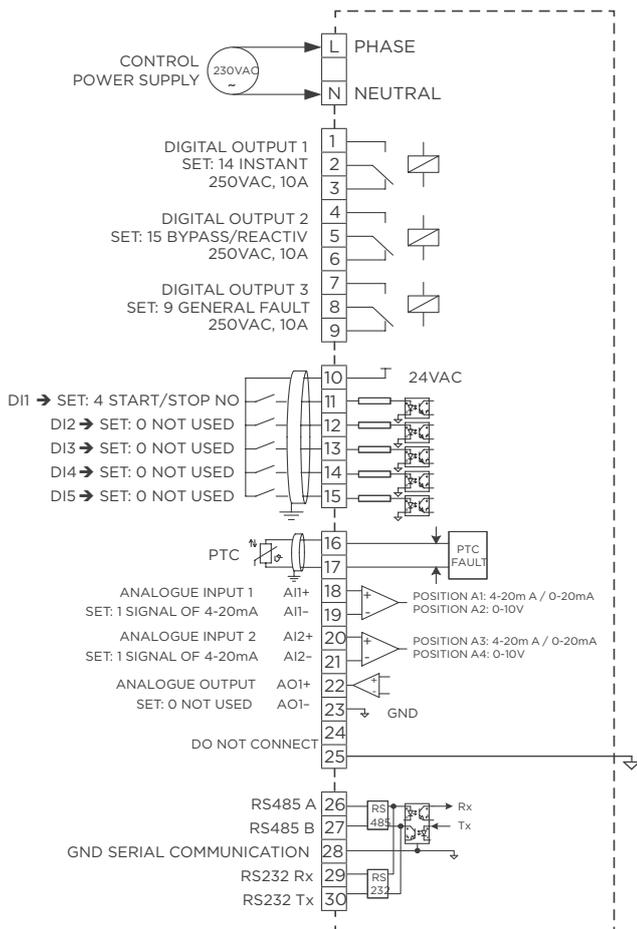 CONTROL
POWER SUPPLY
230VAC
~
L PHASE
N NEUTRAL
DIGITAL OUTPUT 1
SET: 14 INSTANT
250VAC, 10A
1
2
3
DIGITAL OUTPUT 2
SET: 15 BYPASS/REACTIV
250VAC, 10A
4
5
6
DIGITAL OUTPUT 3
SET: 9 GENERAL FAULT
250VAC, 10A
7
8
9
10 24VAC
DI1 ➔ SET: 4 START/STOP NO 11
DI2 ➔ SET: 0 NOT USED 12
DI3 ➔ SET: 0 NOT USED 13
DI4 ➔ SET: 0 NOT USED 14
DI5 ➔ SET: 0 NOT USED 15
PTC
16
17
PTC
FAULT
ANALOGUE INPUT 1 AI1+ 18 +
SET: 1 SIGNAL OF 4-20mA AI1– 19 -
POSITION A1: 4-20m A / 0-20mA
POSITION A2: 0-10V
ANALOGUE INPUT 2 AI2+ 20 +
SET: 1 SIGNAL OF 4-20mA AI2– 21 -
POSITION A3: 4-20m A / 0-20mA
POSITION A4: 0-10V
ANALOGUE OUTPUT AO1+ 22 + -
SET: 0 NOT USED AO1– 23 GND
DO NOT CONNECT
24
25
RS485 A 26
RS485 B 27
RS
485
Rx
Tx
GND SERIAL COMMUNICATION 28
RS232 Rx 29
RS232 Tx 30
RS
232